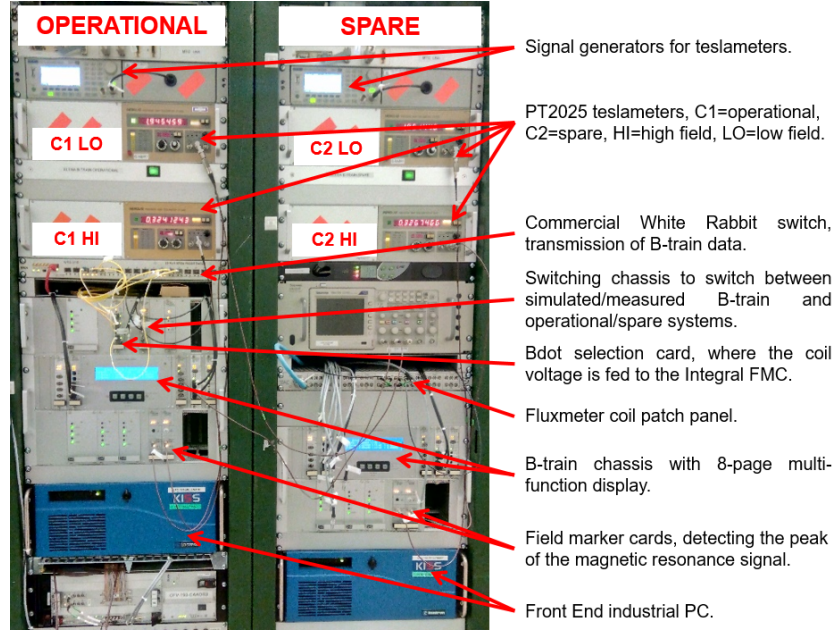 OPERATIONAL
SPARE
C1 LO
C2 LO
C1 HI
C2 HI
Signal generators for teslameters.
PT2025 teslameters, C1=operational,
C2=spare, HI=high field, LO=low field.
Commercial White Rabbit switch,
transmission of B-train data.
Switching chassis to switch between
simulated/measured B-train and
operational/spare systems.
Bdot selection card, where the coil
voltage is fed to the Integral FMC.
Fluxmeter coil patch panel.
B-train chassis with 8-page multi-
function display.
Field marker cards, detecting the peak
of the magnetic resonance signal.
Front End industrial PC.